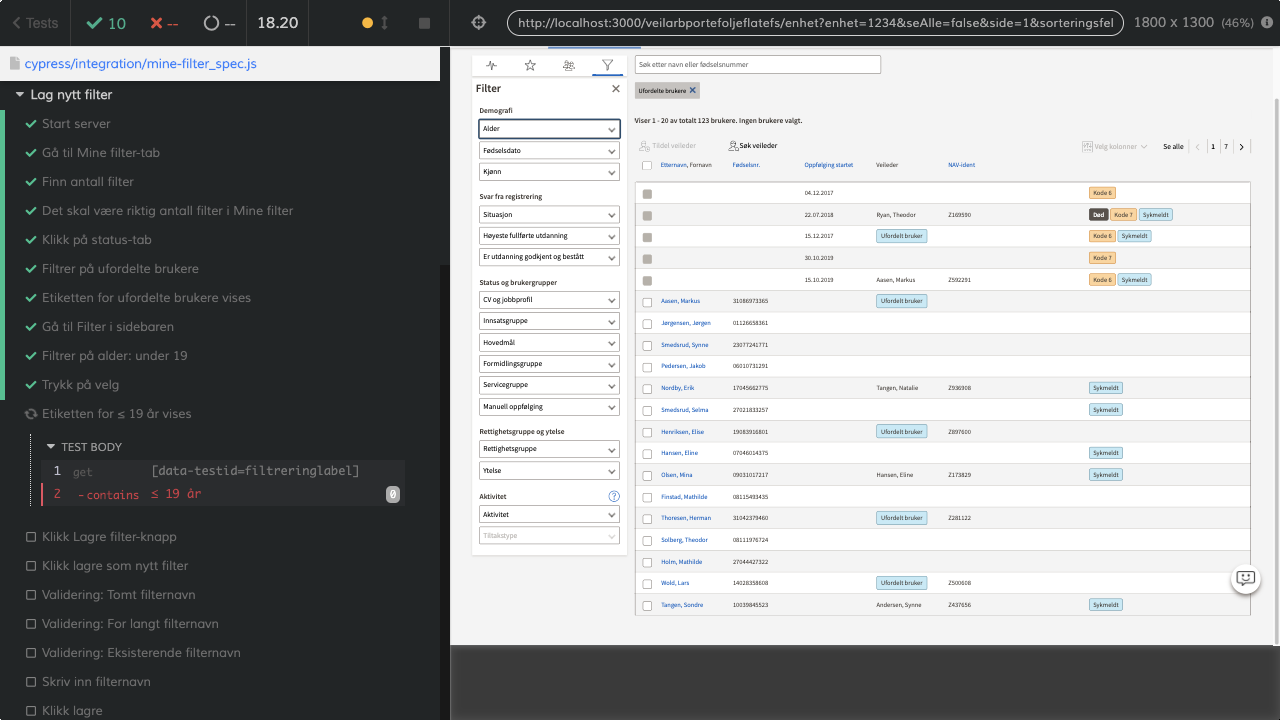 Tests
10
--
--
18.20
http://localhost:3000/veilarbportefoljeflatefs/enhet?enhet=1234&seAlle=false&side=1&sorteringsfel
1800 x 1300 (46%)
cypress/integration/mine-filter_spec.js
Lag nytt filter
Start server
Gå til Mine filter-tab
Finn antall filter
Det skal være riktig antall filter i Mine filter
Klikk på status-tab
Filtrer på ufordelte brukere
Etiketten for ufordelte brukere vises
Gå til Filter i sidebaren
Filtrer på alder: under 19
Trykk på velg
Etiketten for ≤ 19 år vises
TEST BODY
1 get [data-testid=filtreringlabel]
2 -contains ≤ 19 år 0
Klikk Lagre filter-knapp
Klikk lagre som nytt filter
Validering: Tomt filternavn
Validering: For langt filternavn
Validering: Eksisterende filternavn
Skriv inn filternavn
Klikk lagre
Filter
Demografi
Alder
Fødselsdato
Kjønn
Svar fra registrering
Situasjon
Høyeste fullførte utdanning
Er utdanning godkjent og bestått
Status og brukergrupper
CV og jobbprofil
Innsatsgruppe
Hovedmål
Formidlingsgruppe
Servicegruppe
Manuell oppfølging
Rettighetsgruppe og ytelse
Rettighetsgruppe
Ytelse
Aktivitet ?
Aktivitet
Tiltakstype
Søk etter navn eller fødselsnummer
Ufordelte brukere
Viser 1 - 20 av totalt 123 brukere. Ingen brukere valgt.
Tildel veileder Søk veileder Velg kolonner Se alle 1 7
Etternavn, Fornavn Fødselsnr. Oppfølging startet Veileder NAV-ident
04.12.2017 Kode 6
22.07.2018 Ryan, Theodor Z169590 Død Kode 7 Sykmeldt
15.12.2017 Ufordelt bruker Kode 6 Sykmeldt
30.10.2019 Kode 7
15.10.2019 Aasen, Markus Z592291 Kode 6 Sykmeldt
Aasen, Markus 31086973365 Ufordelt bruker
Jørgensen, Jørgen 01126658361
Smedsrud, Synne 23077241771
Pedersen, Jakob 06010731291
Nordby, Erik 17045662775 Tangen, Natalie Z936908 Sykmeldt
Smedsrud, Selma 27021833257 Sykmeldt
Henriksen, Elise 19083916801 Ufordelt bruker Z897600
Hansen, Eline 07046014375 Sykmeldt
Olsen, Mina 09031017217 Hansen, Eline Z173829 Sykmeldt
Finstad, Mathilde 08115493435
Thoresen, Herman 31042379460 Ufordelt bruker Z281122
Solberg, Theodor 08111976724
Holm, Mathilde 27044427322
Wold, Lars 14028358608 Ufordelt bruker Z500608
Tangen, Sondre 10039845523 Andersen, Synne Z437656 Sykmeldt